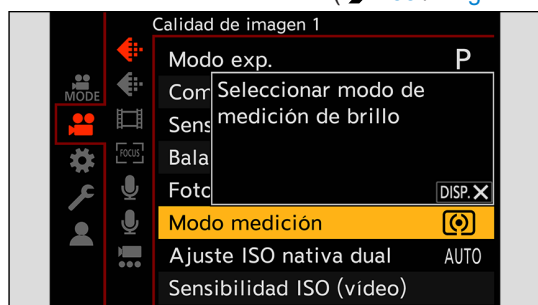 Calidad de imagen 1
MODE
FOCUS
Modo exp. P
Com
Sens
Bala
Foto
Seleccionar modo de
medición de brillo
DISP.
Modo medición
Ajuste ISO nativa dual AUTO
Sensibilidad ISO (vídeo)